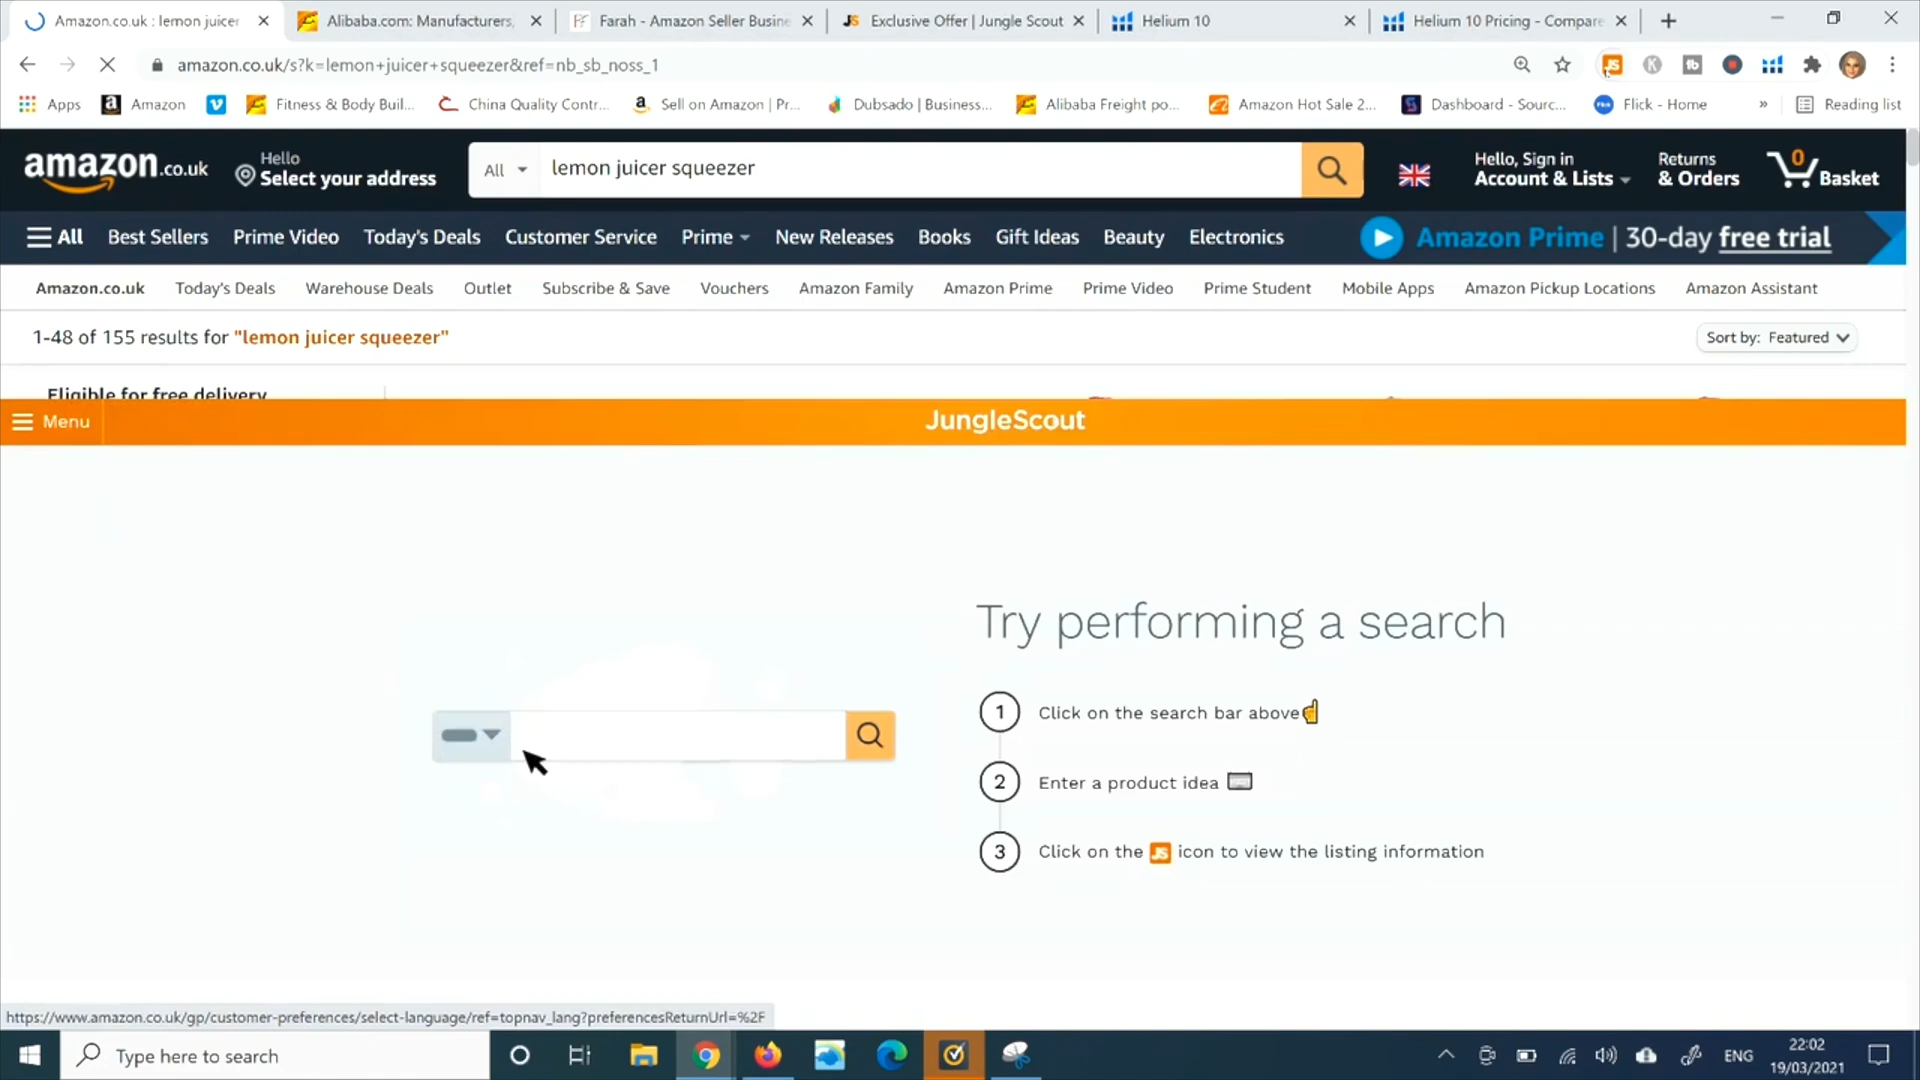 Amazon.co.uk : lemon juicer
Alibaba.com: Manufacturers,
Farah - Amazon Seller Busine
Exclusive Offer | Jungle Scout
Helium 10
Helium 10 Pricing - Compare
amazon.co.uk/s?k=lemon+juicer+squeezer&ref=nb_sb_noss_1
Apps
Amazon
Fitness & Body Buil...
China Quality Contr...
Sell on Amazon | Pr...
Dubsado | Business...
Alibaba Freight po...
Amazon Hot Sale 2...
Dashboard - Sourc...
Flick - Home
»
Reading list
amazon.co.uk
Hello
Select your address
All
lemon juicer squeezer
Hello, Sign in
Account & Lists
Returns
& Orders
0
Basket
All
Best Sellers
Prime Video
Today's Deals
Customer Service
Prime
New Releases
Books
Gift Ideas
Beauty
Electronics
Amazon Prime | 30-day free trial
Amazon.co.uk
Today's Deals
Warehouse Deals
Outlet
Subscribe & Save
Vouchers
Amazon Family
Amazon Prime
Prime Video
Prime Student
Mobile Apps
Amazon Pickup Locations
Amazon Assistant
1-48 of 155 results for "lemon juicer squeezer"
Sort by: Featured
Eligible for free delivery
Menu
JungleScout
Try performing a search
1 Click on the search bar above
2 Enter a product idea
3 Click on the JS icon to view the listing information
https://www.amazon.co.uk/gp/customer-preferences/select-language/ref=topnav_lang?preferencesReturnUrl=%2F
Type here to search
ENG
22:02
19/03/2021